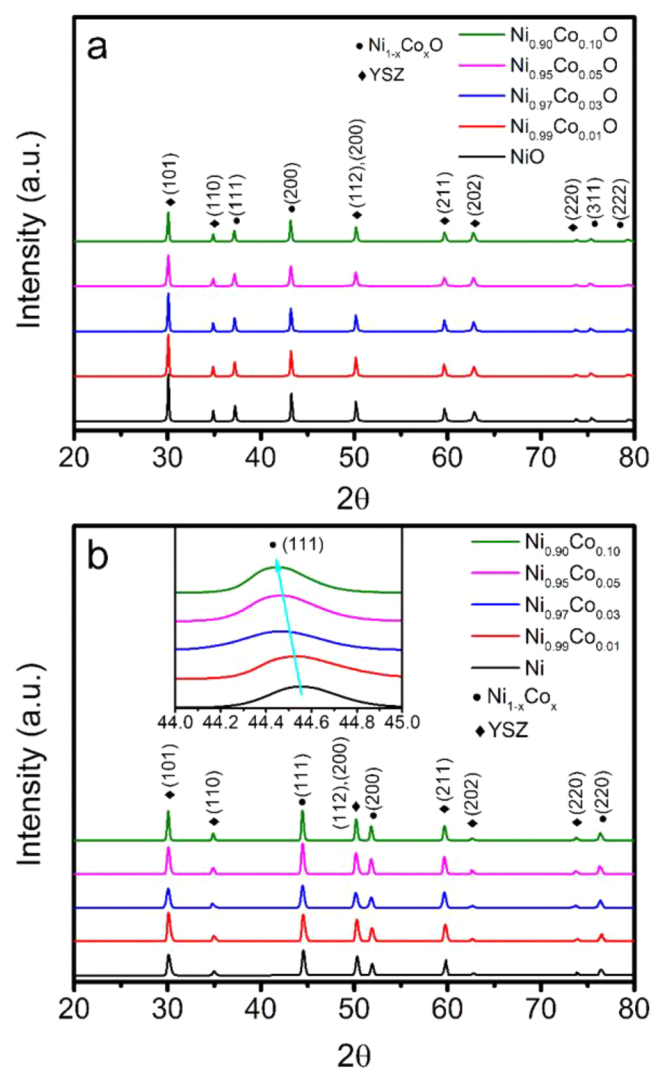 a
● Ni1-xCoxO
◆ YSZ
Ni0.90Co0.10O
Ni0.95Co0.05O
Ni0.97Co0.03O
Ni0.99Co0.01O
NiO
◆(101)
◆(110)
●(111)
●(200)
◆(112),(200)
◆(211)
◆(202)
◆(220)
●(311)
●(222)
Intensity (a.u.)
20 30 40 50 60 70 80
2θ
b
● (111)
44.0 44.2 44.4 44.6 44.8 45.0
Ni0.90Co0.10
Ni0.95Co0.05
Ni0.97Co0.03
Ni0.99Co0.01
Ni
● Ni1-xCox
◆ YSZ
◆(101)
◆(110)
●(111)
◆(112),(200)
●(200)
◆(211)
◆(202)
◆(220)
●(220)
Intensity (a.u.)
20 30 40 50 60 70 80
2θ